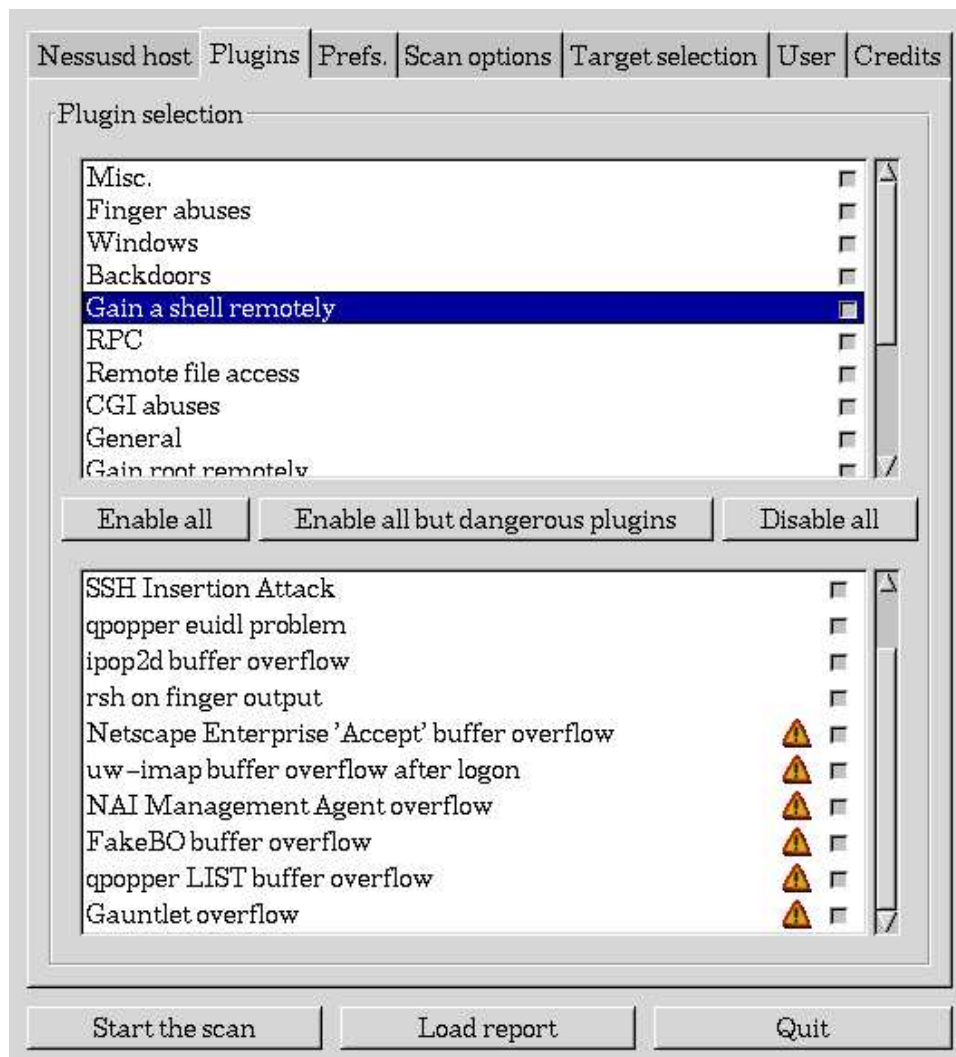 Nessusd host Plugins Prefs. Scan options Target selection User Credits
Plugin selection
Misc.
Finger abuses
Windows
Backdoors
Gain a shell remotely
RPC
Remote file access
CGI abuses
General
Gain root remotely
Enable all Enable all but dangerous plugins Disable all
SSH Insertion Attack
qpopper euidl problem
ipop2d buffer overflow
rsh on finger output
Netscape Enterprise 'Accept' buffer overflow
uw-imap buffer overflow after logon
NAI Management Agent overflow
FakeBO buffer overflow
qpopper LIST buffer overflow
Gauntlet overflow
Start the scan Load report Quit